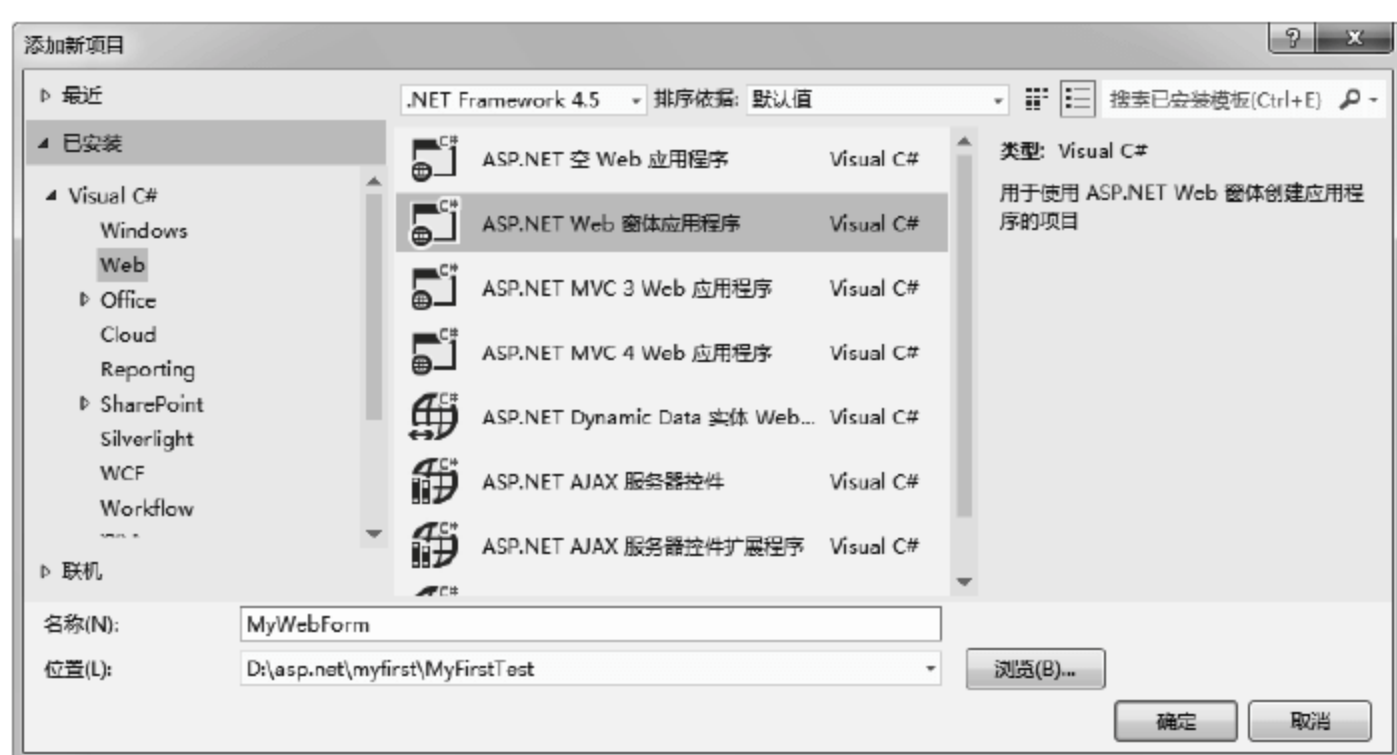 添加新项目
最近
.NET Framework 4.5 排序依据: 默认值 搜索已安装模板(Ctrl+E)
已安装
Visual C#
Windows
Web
Office
Cloud
Reporting
SharePoint
Silverlight
WCF
Workflow
联机
ASP.NET 空 Web 应用程序 Visual C#
ASP.NET Web 窗体应用程序 Visual C#
ASP.NET MVC 3 Web 应用程序 Visual C#
ASP.NET MVC 4 Web 应用程序 Visual C#
ASP.NET Dynamic Data 实体 Web... Visual C#
ASP.NET AJAX 服务器控件 Visual C#
ASP.NET AJAX 服务器控件扩展程序 Visual C#
类型: Visual C#
用于使用 ASP.NET Web 窗体创建应用程
序的项目
名称(N): MyWebForm
位置(L): D:\asp.net\myfirst\MyFirstTest 浏览(B)...
确定 取消